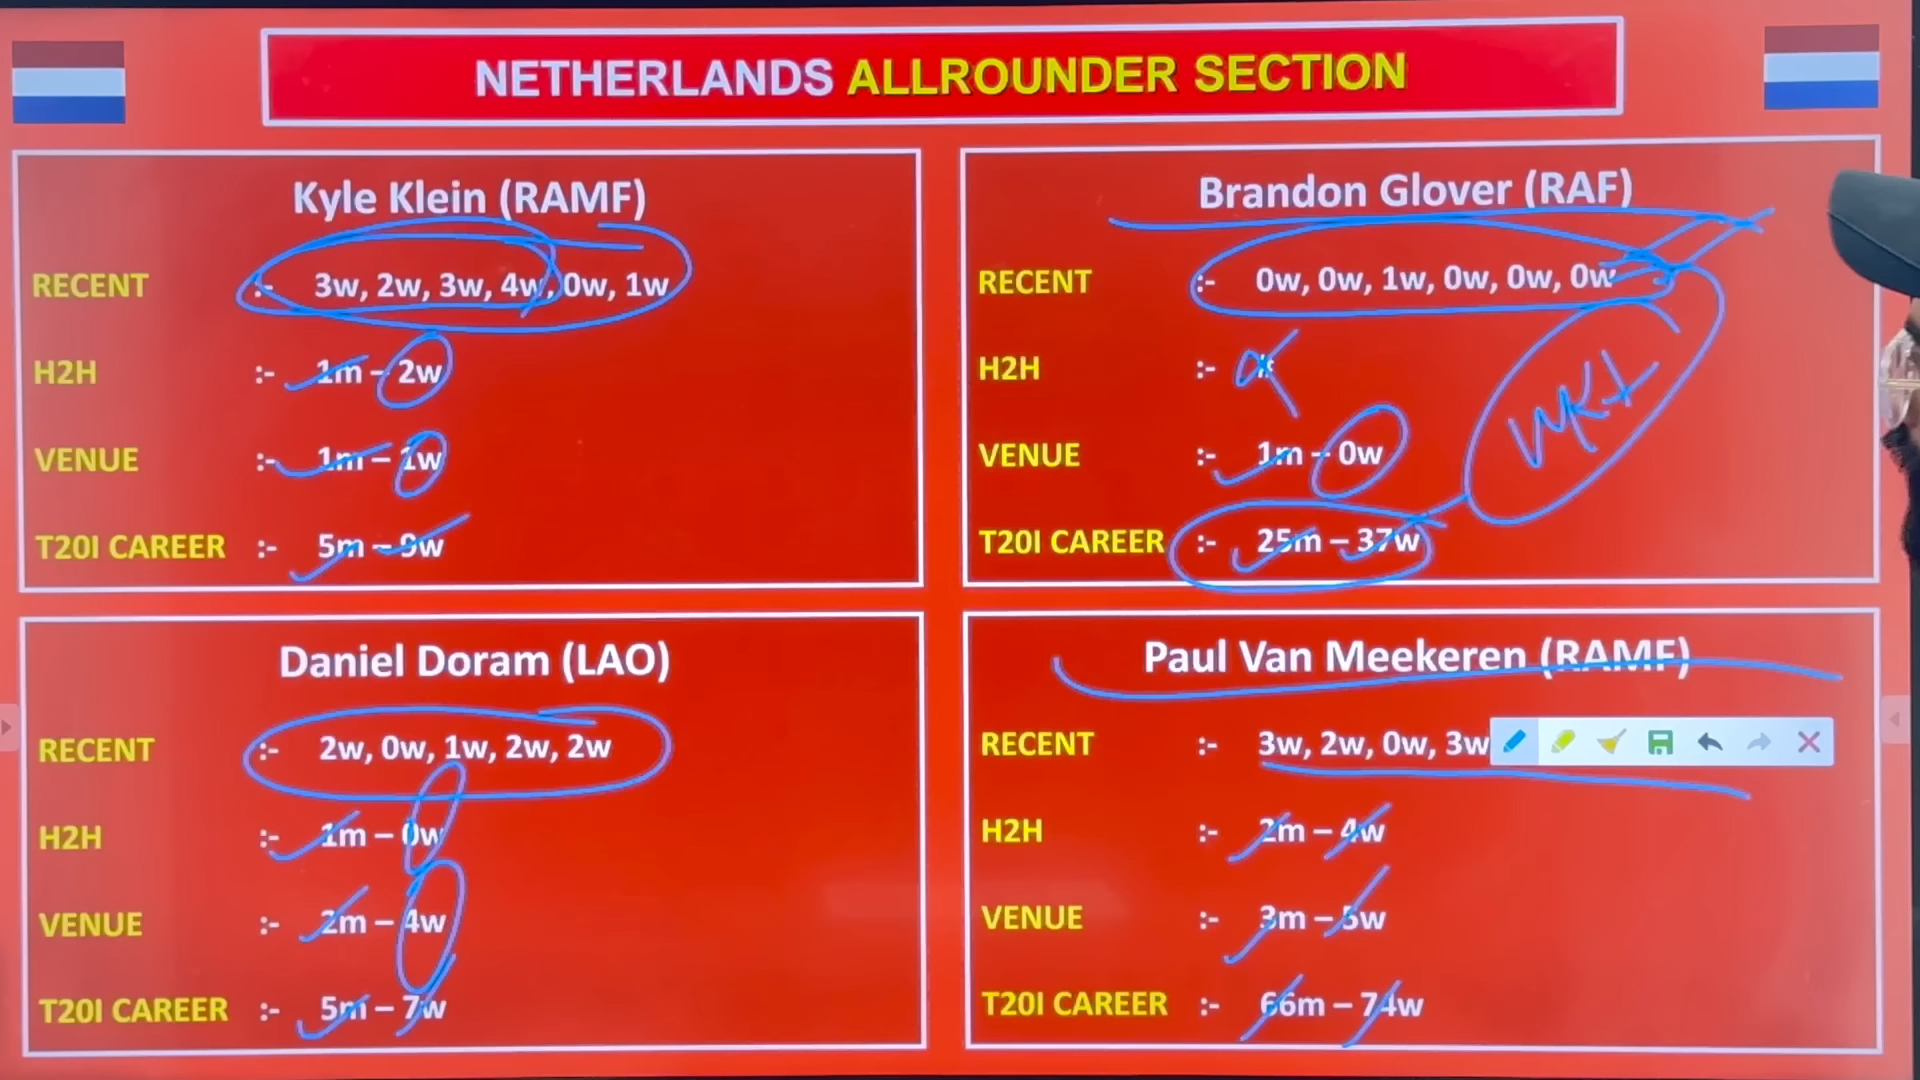 NETHERLANDS ALLROUNDER SECTION
Kyle Klein (RAMF)
RECENT :- 3w, 2w, 3w, 4w, 0w, 1w
H2H :- 1m – 2w
VENUE :- 1m – 1w
T20I CAREER :- 5m – 9w
Brandon Glover (RAF)
RECENT :- 0w, 0w, 1w, 0w, 0w, 0w
H2H :-
VENUE :- 1m – 0w
T20I CAREER :- 25m – 37w
WKT
Daniel Doram (LAO)
RECENT :- 2w, 0w, 1w, 2w, 2w
H2H :- 1m – 0w
VENUE :- 2m – 4w
T20I CAREER :- 5m – 7w
Paul Van Meekeren (RAMF)
RECENT :- 3w, 2w, 0w, 3w
H2H :- 2m – 4w
VENUE :- 3m – 5w
T20I CAREER :- 66m – 74w